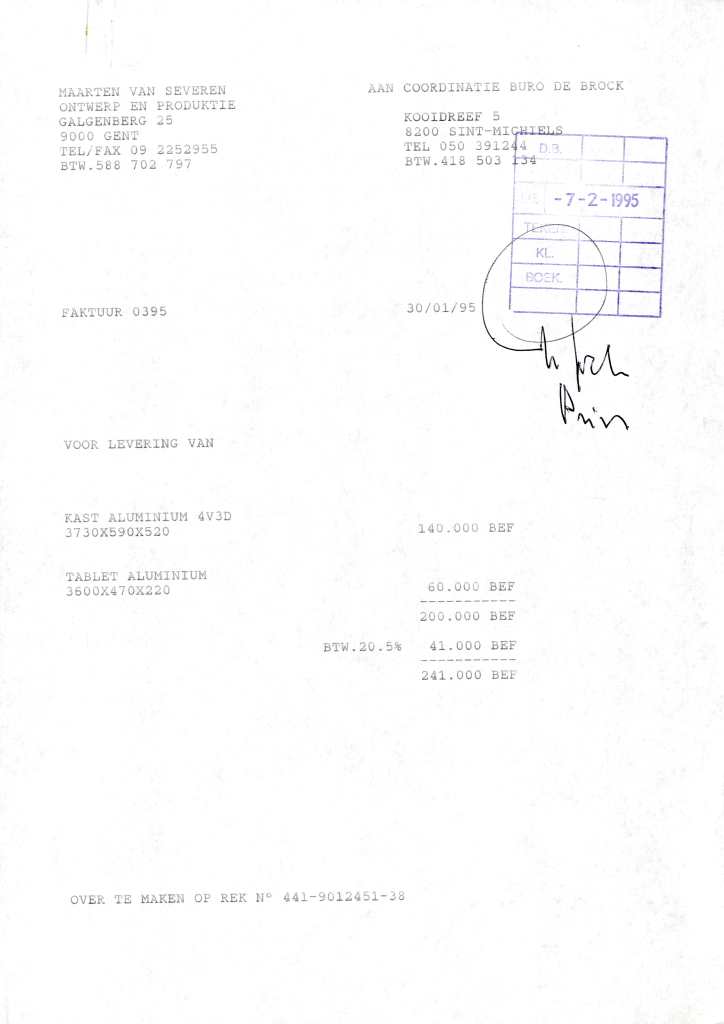 MAARTEN VAN SEVEREN
ONTWERP EN PRODUKTIE
GALGENBERG 25
9000 GENT
TEL/FAX 09 2252955
BTW.588 702 797
AAN COORDINATIE BURO DE BROCK
KOOIDREEF 5
8200 SINT-MICHIELS
TEL 050 391244
BTW.418 503 134
D.B.
-7-2-1995
TEKEN.
KL.
BOEK.
FAKTUUR 0395
30/01/95
VOOR LEVERING VAN
KAST ALUMINIUM 4V3D
3730X590X520 140.000 BEF
TABLET ALUMINIUM
3600X470X220 60.000 BEF
------------
200.000 BEF
BTW.20.5% 41.000 BEF
------------
241.000 BEF
OVER TE MAKEN OP REK N° 441-9012451-38